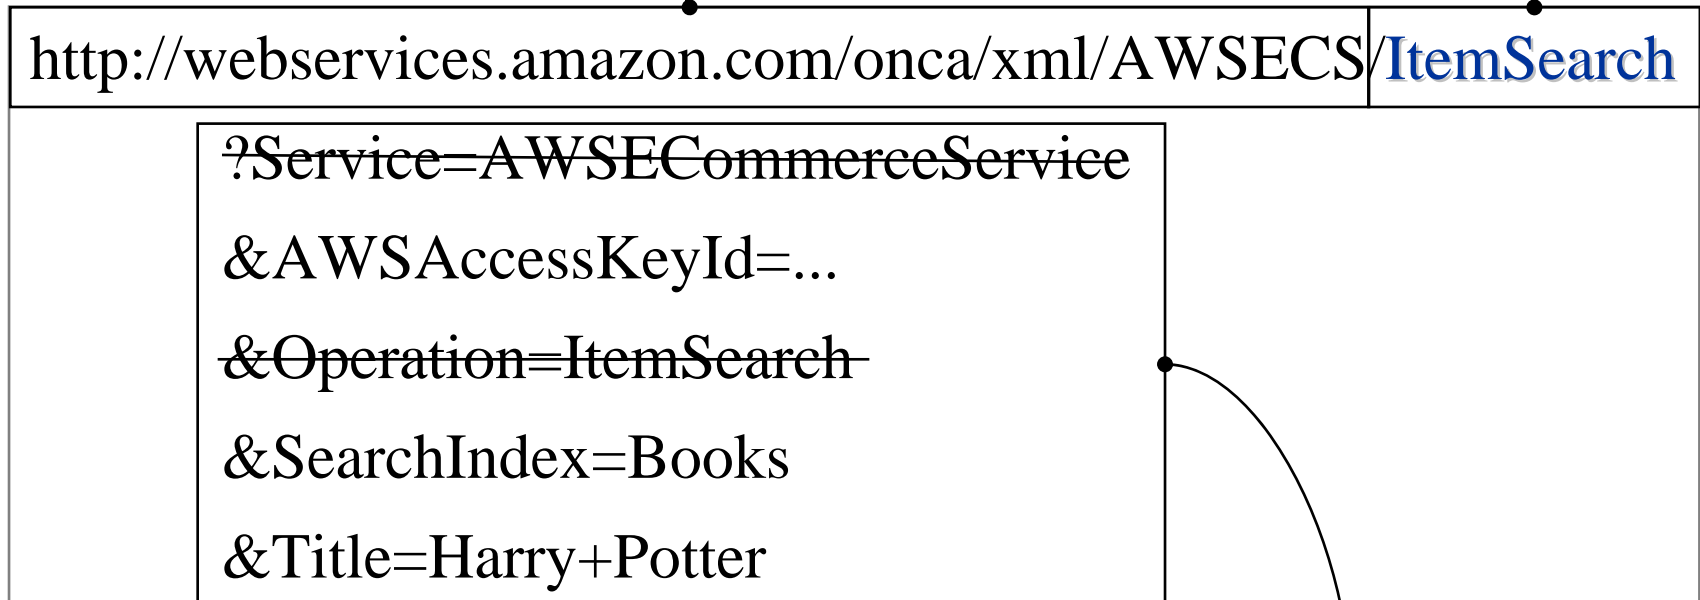 http://webservices.amazon.com/onca/xml/AWSECS/ItemSearch
?Service=AWSECommerceService
&AWSAccessKeyId=...
&Operation=ItemSearch
&SearchIndex=Books
&Title=Harry+Potter